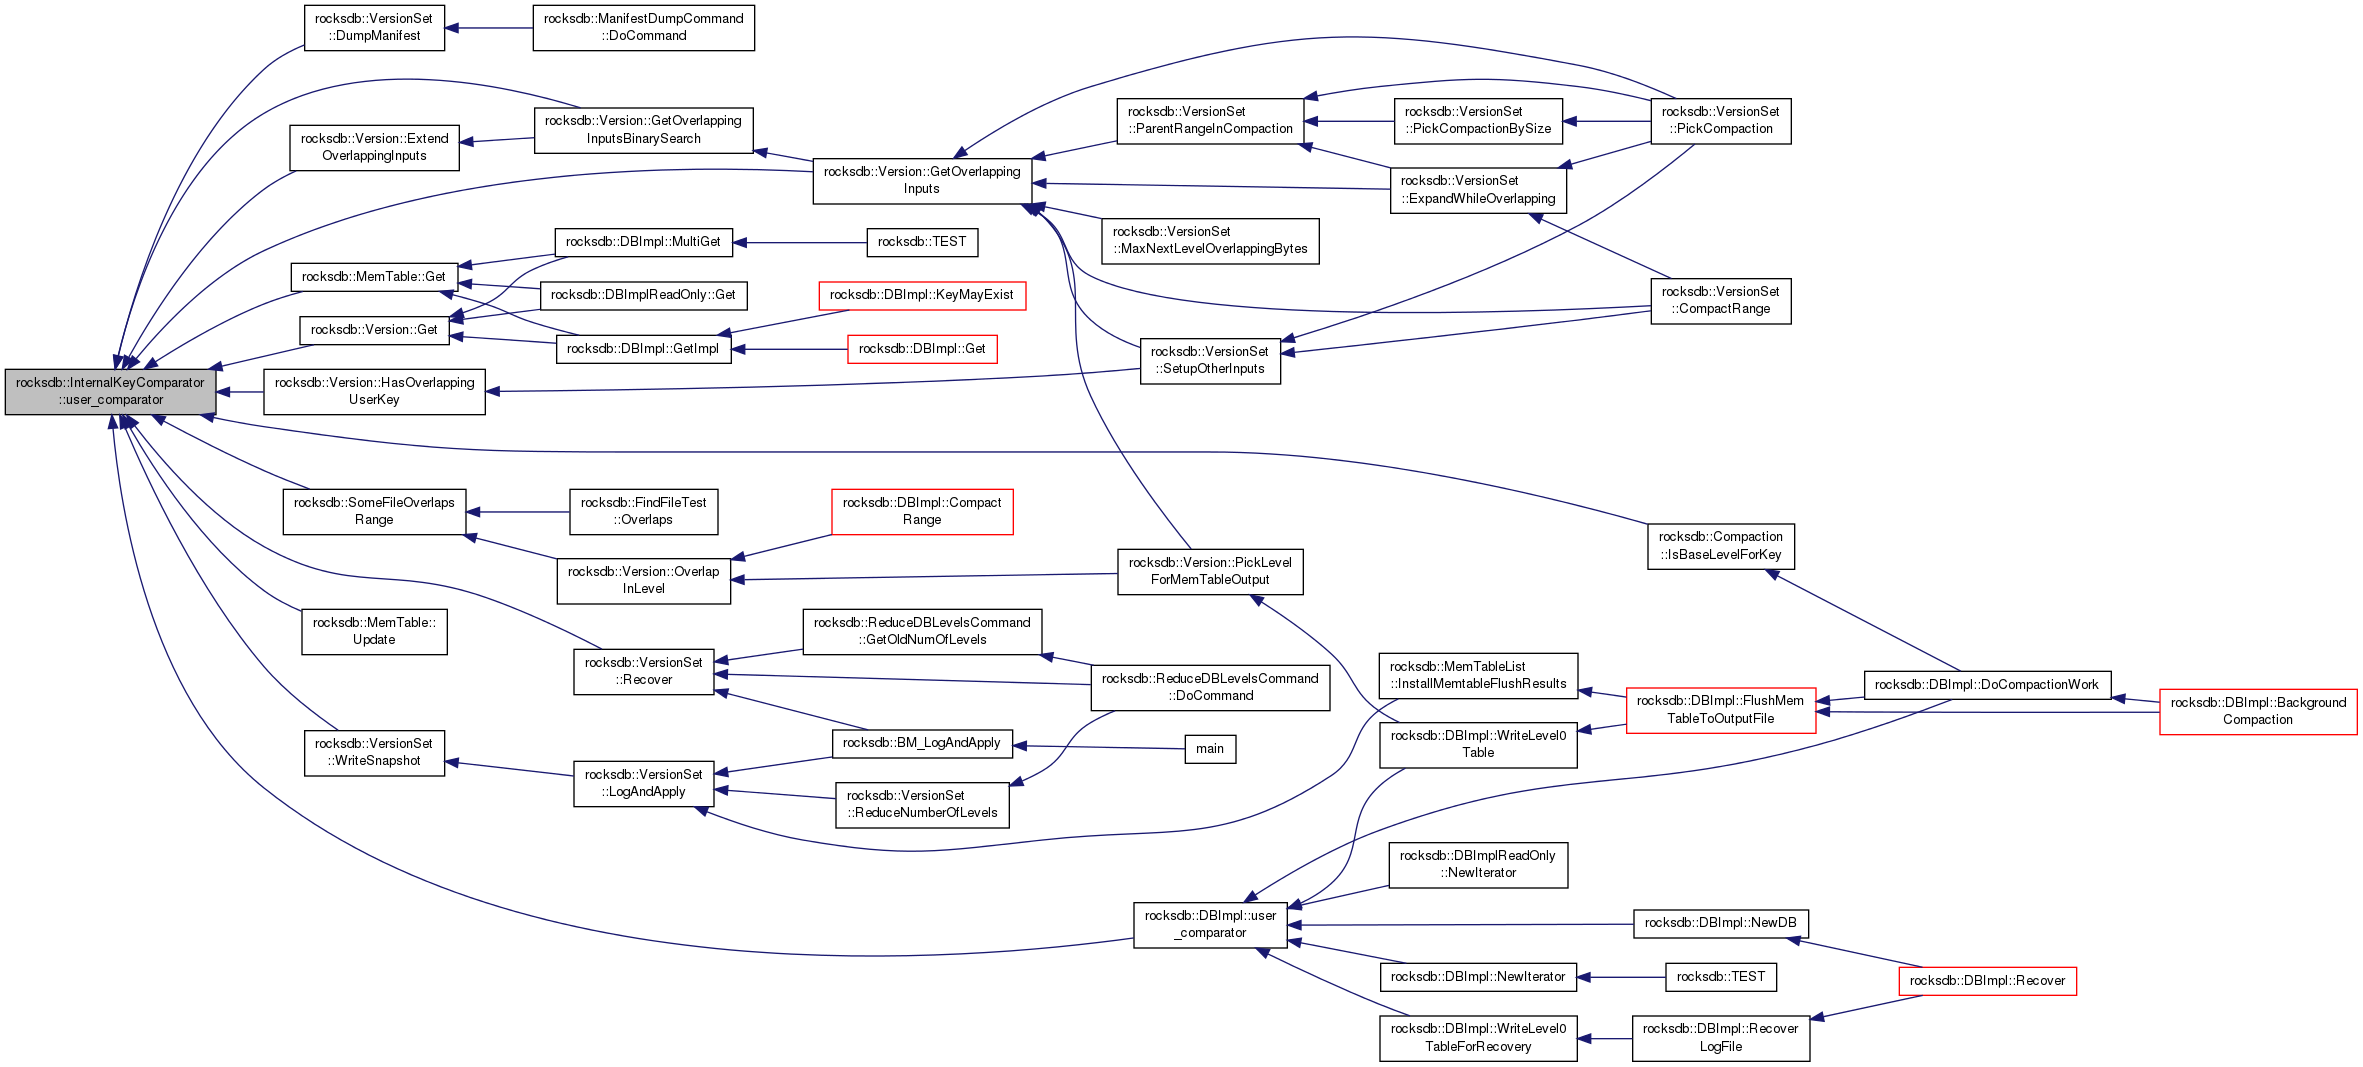 rocksdb::InternalKeyComparator
::user_comparator
rocksdb::VersionSet
::DumpManifest
rocksdb::ManifestDumpCommand
::DoCommand
rocksdb::Version::GetOverlapping
InputsBinarySearch
rocksdb::Version::Extend
OverlappingInputs
rocksdb::Version::GetOverlapping
Inputs
rocksdb::VersionSet
::ParentRangeInCompaction
rocksdb::VersionSet
::PickCompactionBySize
rocksdb::VersionSet
::PickCompaction
rocksdb::VersionSet
::ExpandWhileOverlapping
rocksdb::VersionSet
::MaxNextLevelOverlappingBytes
rocksdb::VersionSet
::CompactRange
rocksdb::VersionSet
::SetupOtherInputs
rocksdb::MemTable::Get
rocksdb::DBImpl::MultiGet
rocksdb::TEST
rocksdb::DBImplReadOnly::Get
rocksdb::Version::Get
rocksdb::DBImpl::GetImpl
rocksdb::DBImpl::KeyMayExist
rocksdb::DBImpl::Get
rocksdb::Version::HasOverlapping
UserKey
rocksdb::SomeFileOverlaps
Range
rocksdb::FindFileTest
::Overlaps
rocksdb::Version::Overlap
InLevel
rocksdb::DBImpl::Compact
Range
rocksdb::Version::PickLevel
ForMemTableOutput
rocksdb::Compaction
::IsBaseLevelForKey
rocksdb::MemTable::
Update
rocksdb::VersionSet
::Recover
rocksdb::ReduceDBLevelsCommand
::GetOldNumOfLevels
rocksdb::ReduceDBLevelsCommand
::DoCommand
rocksdb::BM_LogAndApply
main
rocksdb::VersionSet
::WriteSnapshot
rocksdb::VersionSet
::LogAndApply
rocksdb::VersionSet
::ReduceNumberOfLevels
rocksdb::MemTableList
::InstallMemtableFlushResults
rocksdb::DBImpl::WriteLevel0
Table
rocksdb::DBImpl::FlushMem
TableToOutputFile
rocksdb::DBImpl::DoCompactionWork
rocksdb::DBImpl::Background
Compaction
rocksdb::DBImpl::user
_comparator
rocksdb::DBImplReadOnly
::NewIterator
rocksdb::DBImpl::NewDB
rocksdb::DBImpl::NewIterator
rocksdb::TEST
rocksdb::DBImpl::Recover
rocksdb::DBImpl::WriteLevel0
TableForRecovery
rocksdb::DBImpl::Recover
LogFile